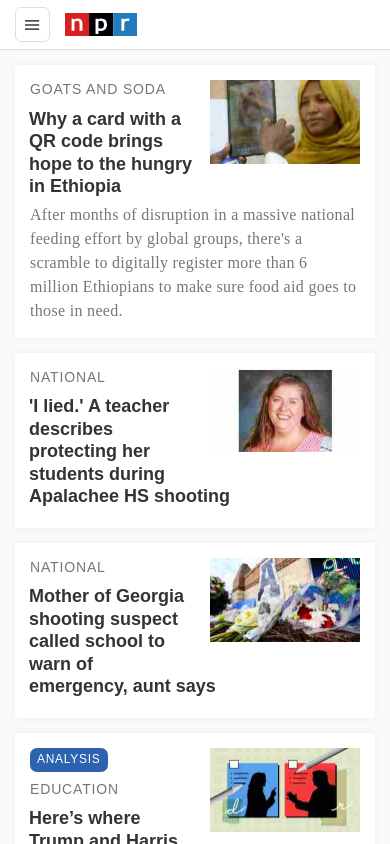 npr
GOATS AND SODA
Why a card with a
QR code brings
hope to the hungry
in Ethiopia
After months of disruption in a massive national
feeding effort by global groups, there's a
scramble to digitally register more than 6
million Ethiopians to make sure food aid goes to
those in need.
NATIONAL
'I lied.' A teacher
describes
protecting her
students during
Apalachee HS shooting
NATIONAL
Mother of Georgia
shooting suspect
called school to
warn of
emergency, aunt says
ANALYSIS
EDUCATION
Here’s where
Trump and Harris
d r